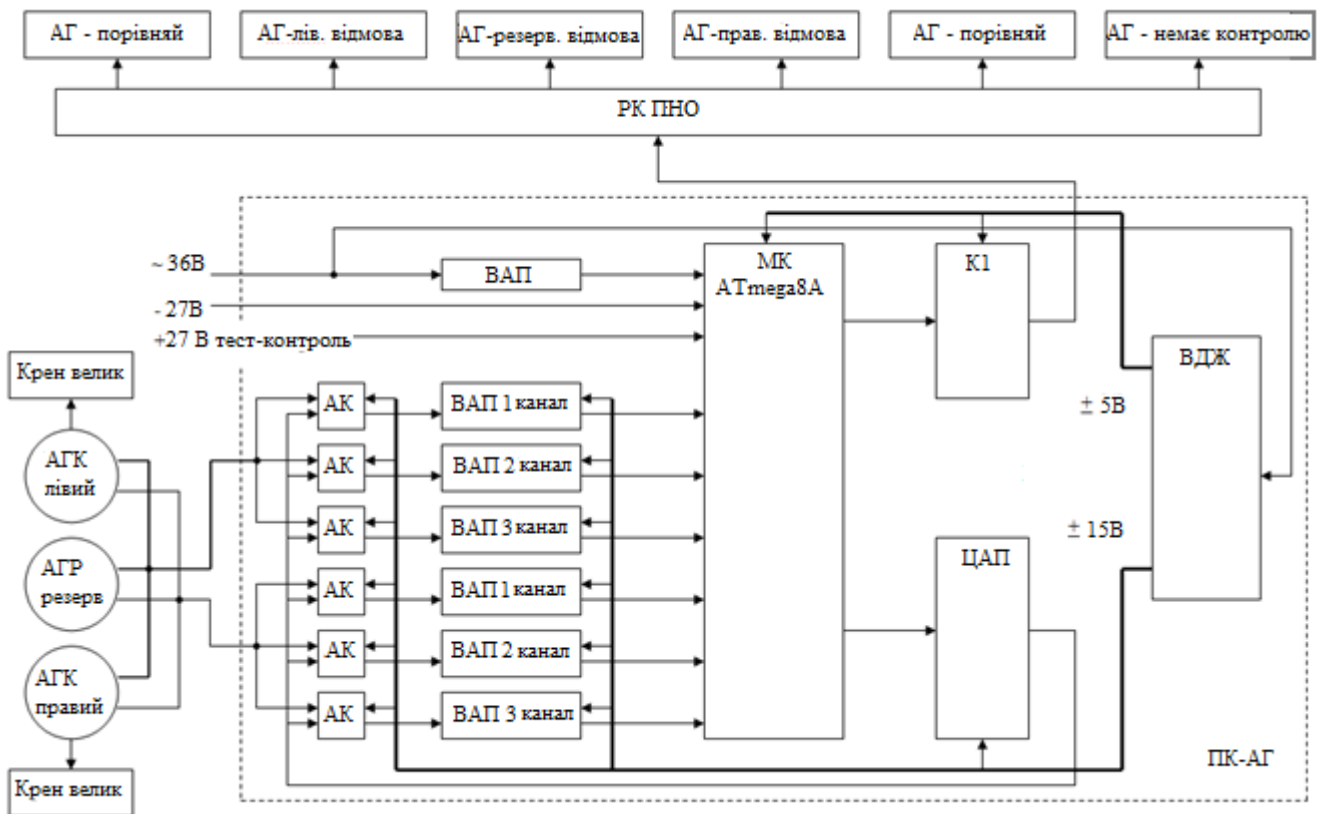 АГ - порівняй
АГ-лів. відмова
АГ-резерв. відмова
АГ-прав. відмова
АГ - порівняй
АГ - немає контролю
РК ПНО
~ 36В
- 27В
+27 В тест-контроль
ВАП
МК
ATmega8A
К1
ВДЖ
± 5В
± 15В
ЦАП
ПК-АГ
Крен велик
АГК
лівий
АГР
резерв
АГК
правий
Крен велик
АК
ВАП 1 канал
АК
ВАП 2 канал
АК
ВАП 3 канал
АК
ВАП 1 канал
АК
ВАП 2 канал
АК
ВАП 3 канал